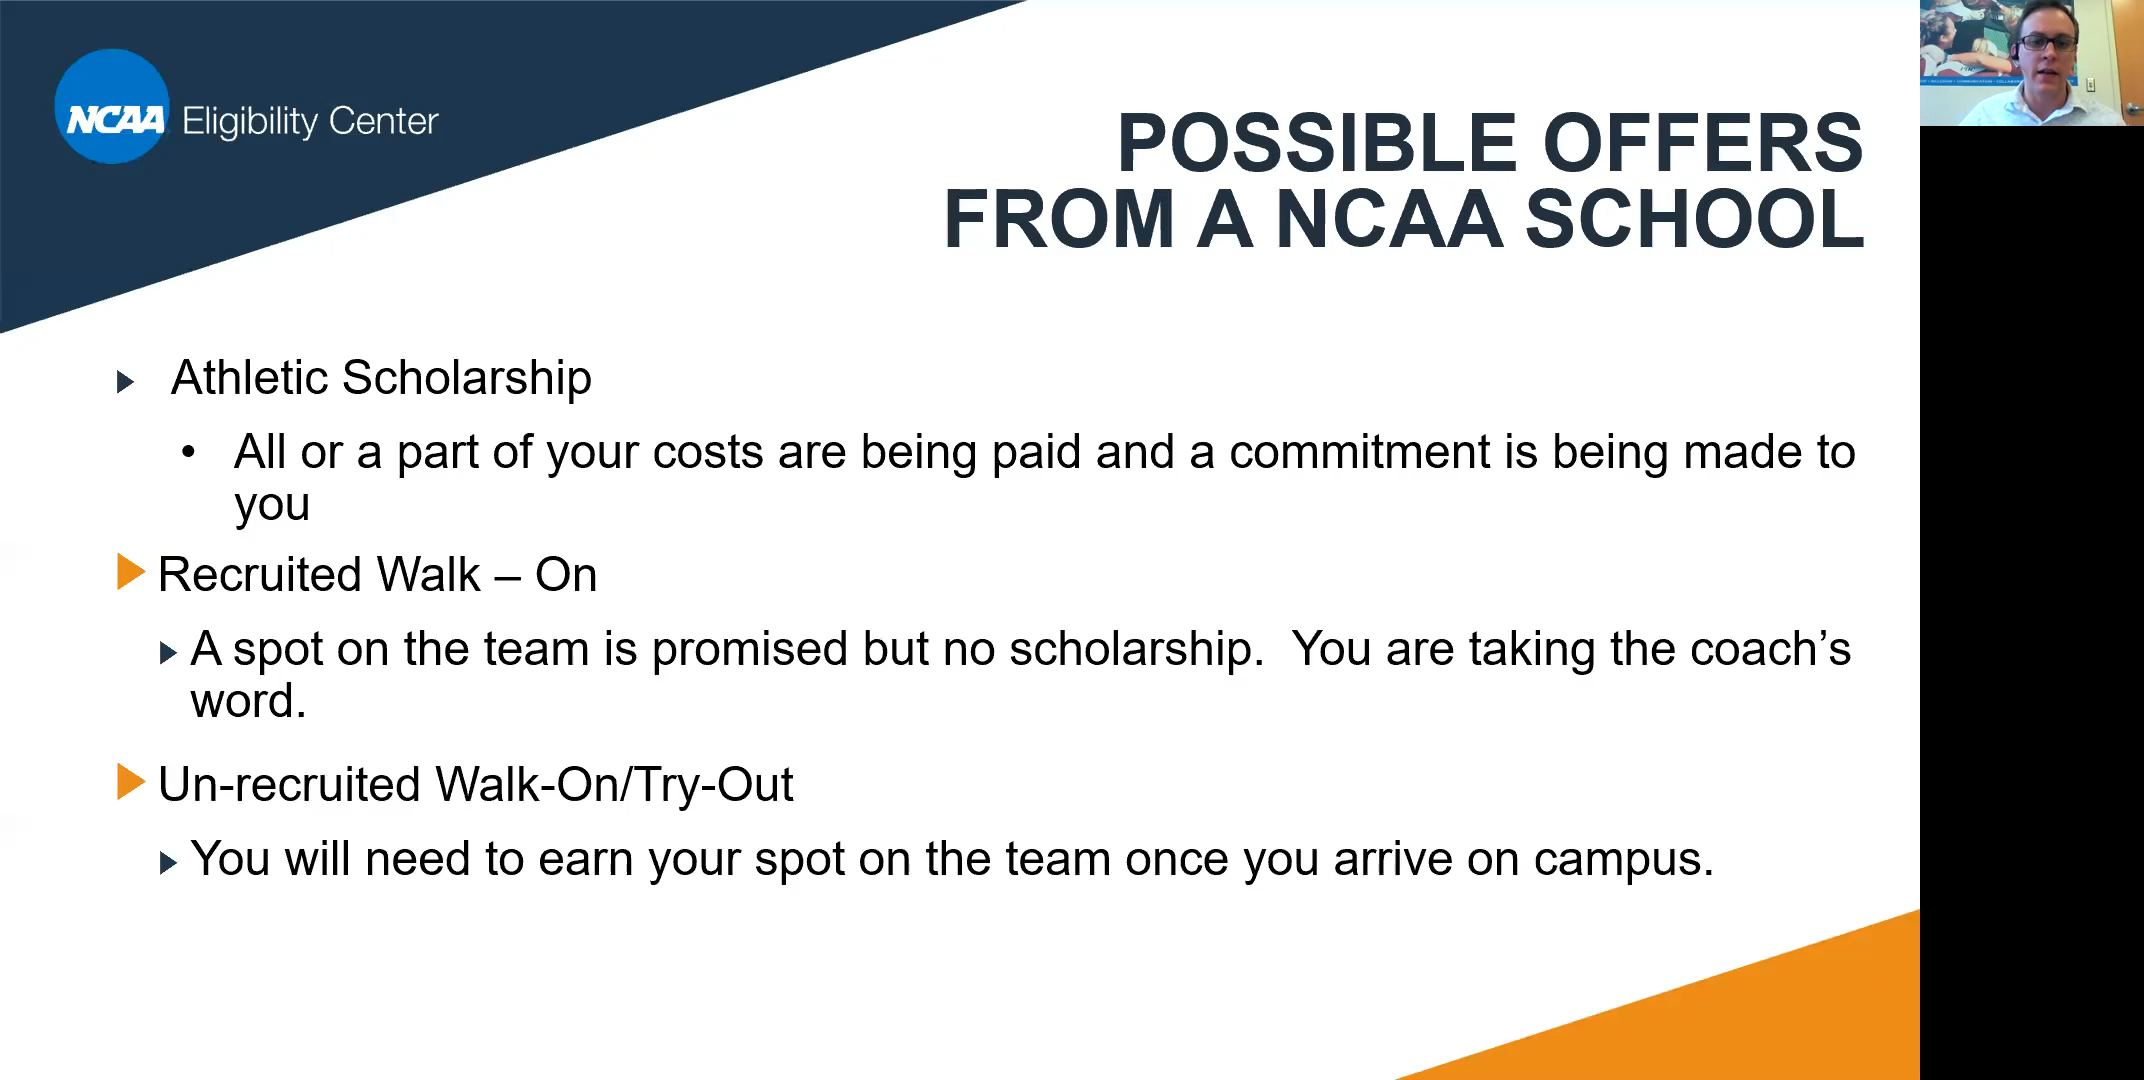 NCAA Eligibility Center
POSSIBLE OFFERS
FROM A NCAA SCHOOL
Athletic Scholarship
• All or a part of your costs are being paid and a commitment is being made to
you
Recruited Walk – On
A spot on the team is promised but no scholarship.  You are taking the coach’s
word.
Un-recruited Walk-On/Try-Out
You will need to earn your spot on the team once you arrive on campus.